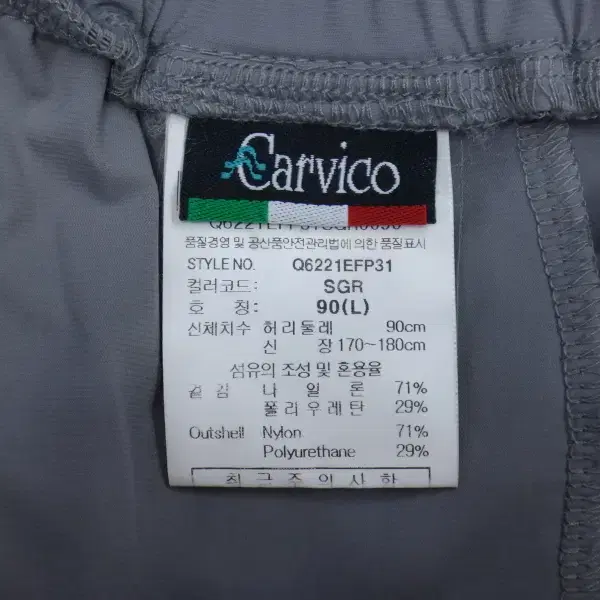 Carvico
품질경영 및 공산품안전관리법에 의한 품질표시
STYLE NO. Q6221EFP31
컬러코드: SGR
호 칭: 90(L)
신체치수 허리둘레 90cm
신 장 170~180cm
섬유의 조성 및 혼용율
겉감 나일론 71%
폴리우레탄 29%
Outshell Nylon 71%
Polyurethane 29%
취급주의사항